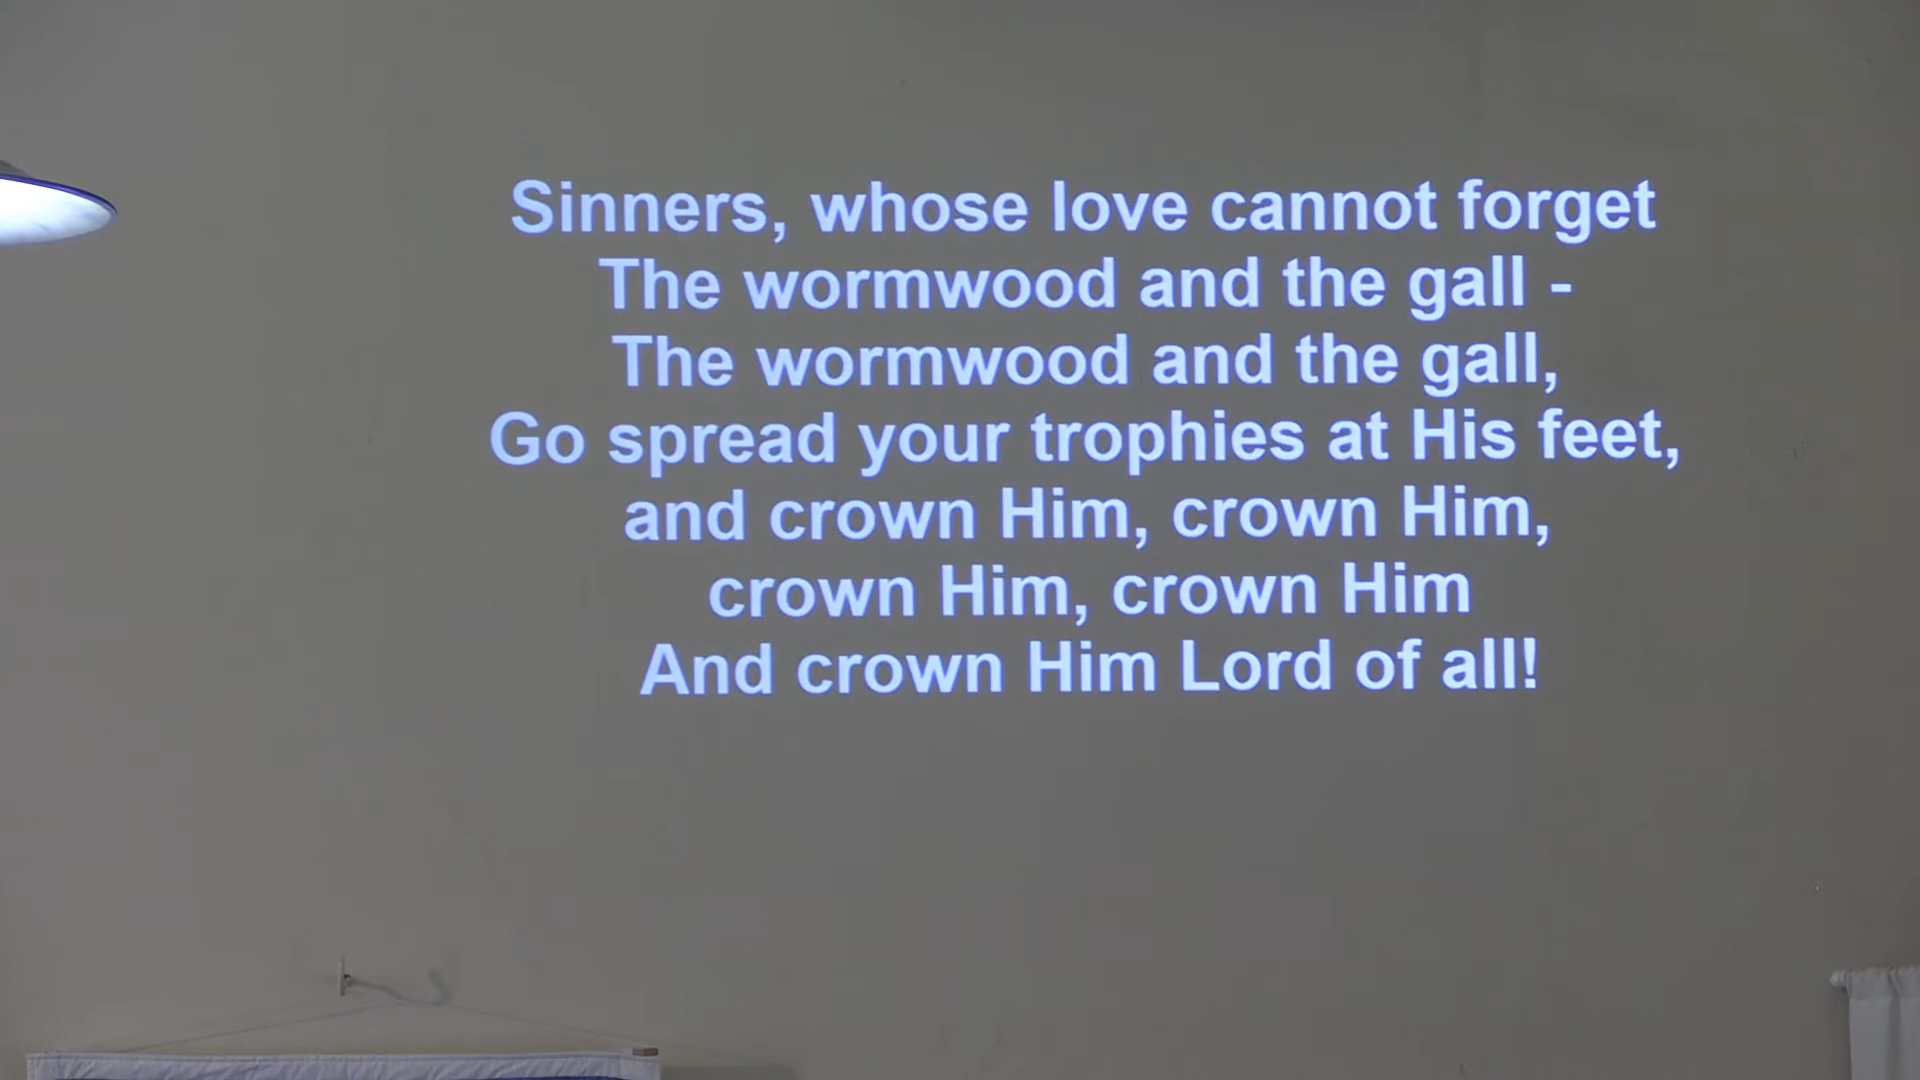 Sinners, whose love cannot forget
The wormwood and the gall -
The wormwood and the gall,
Go spread your trophies at His feet,
and crown Him, crown Him,
crown Him, crown Him
And crown Him Lord of all!